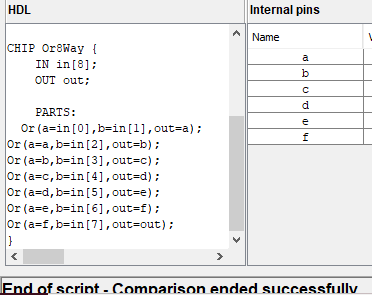 HDL
Internal pins
CHIP Or8Way {
IN in[8];
OUT out;
PARTS:
Or(a=in[0],b=in[1],out=a);
Or(a=a,b=in[2],out=b);
Or(a=b,b=in[3],out=c);
Or(a=c,b=in[4],out=d);
Or(a=d,b=in[5],out=e);
Or(a=e,b=in[6],out=f);
Or(a=f,b=in[7],out=out);
}
Name
a
b
c
d
e
f
End of script - Comparison ended successfully